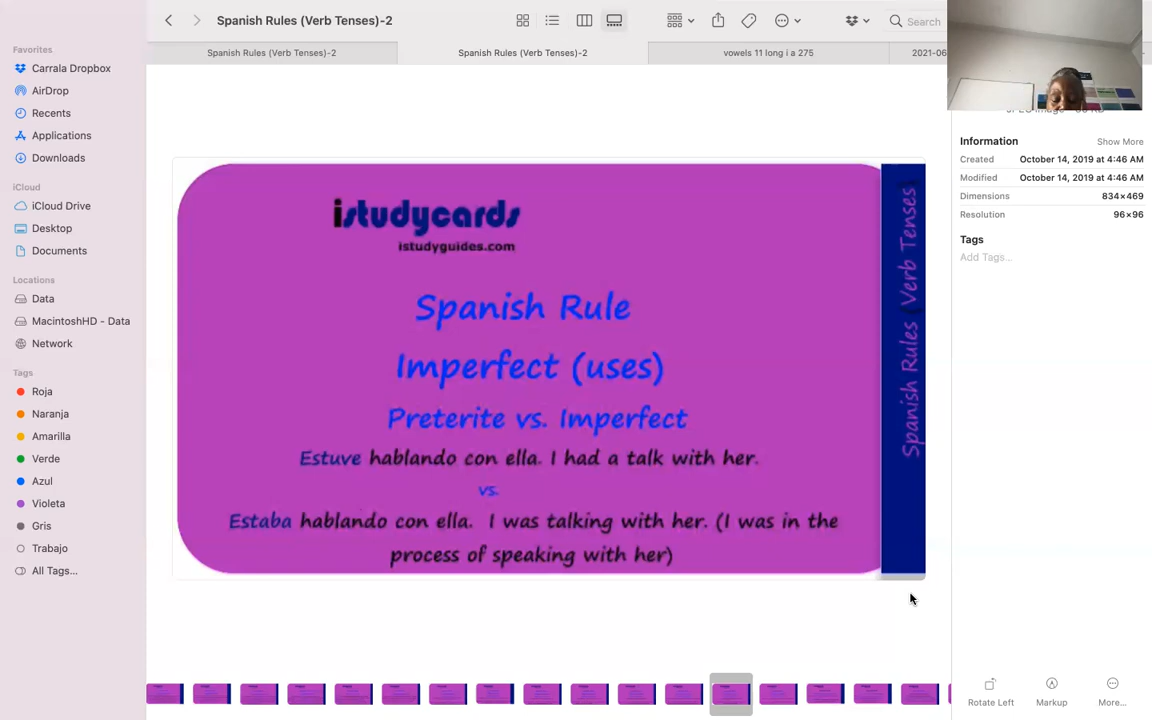 Spanish Rules (Verb Tenses)-2
Search
Spanish Rules (Verb Tenses)-2
Spanish Rules (Verb Tenses)-2
vowels 11 long i a 275
2021-06
Favorites
Carrala Dropbox
AirDrop
Recents
Applications
Downloads
iCloud
iCloud Drive
Desktop
Documents
Locations
Data
MacintoshHD - Data
Network
Tags
Roja
Naranja
Amarilla
Verde
Azul
Violeta
Gris
Trabajo
All Tags...
istudycards
istudyguides.com
Spanish Rule
Imperfect (uses)
Preterite vs. Imperfect
Estuve hablando con ella. I had a talk with her.
vs.
Estaba hablando con ella. I was talking with her. (I was in the
process of speaking with her)
Spanish Rules (Verb Tenses
Information
Show More
Created October 14, 2019 at 4:46 AM
Modified October 14, 2019 at 4:46 AM
Dimensions 834×469
Resolution 96×96
Tags
Add Tags...
Rotate Left
Markup
More...